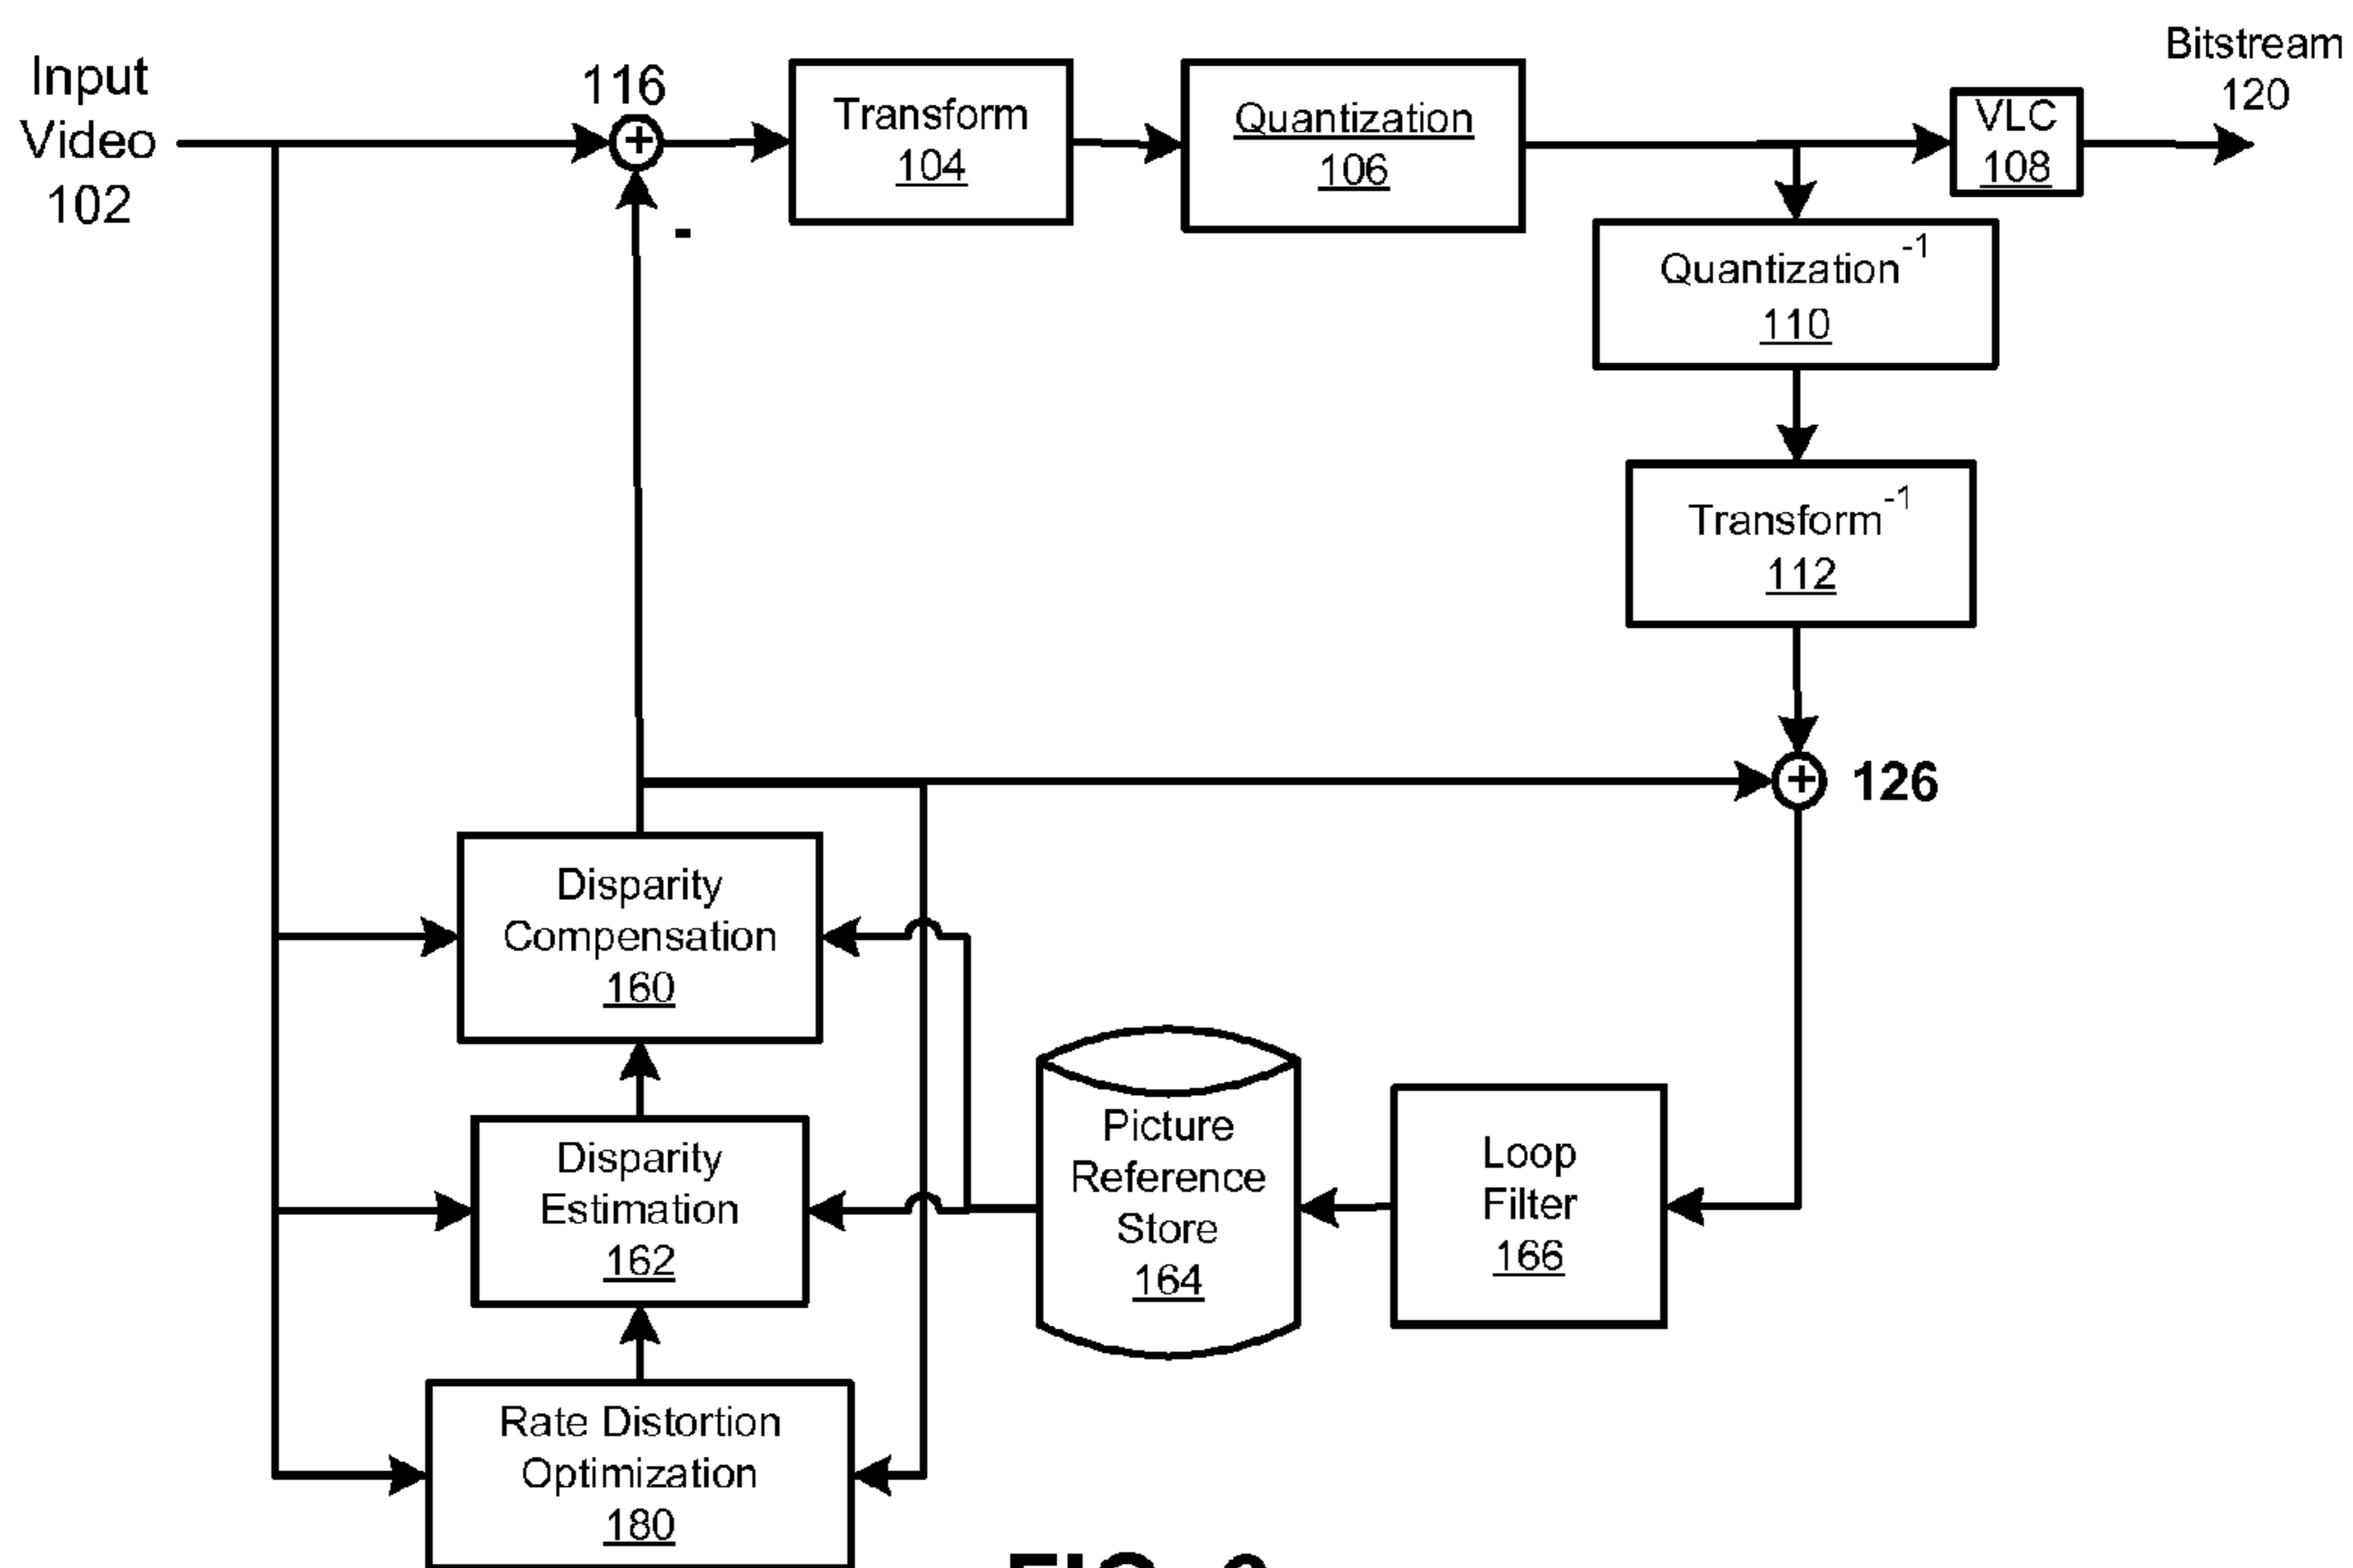 Input
Video
102
116
-
+
Transform
104
Quantization
106
VLC
108
Bitstream
120
Quantization-1
110
Transform-1
112
+
126
Disparity
Compensation
160
Disparity
Estimation
162
Picture
Reference
Store
164
Loop
Filter
166
Rate Distortion
Optimization
180
FIG.